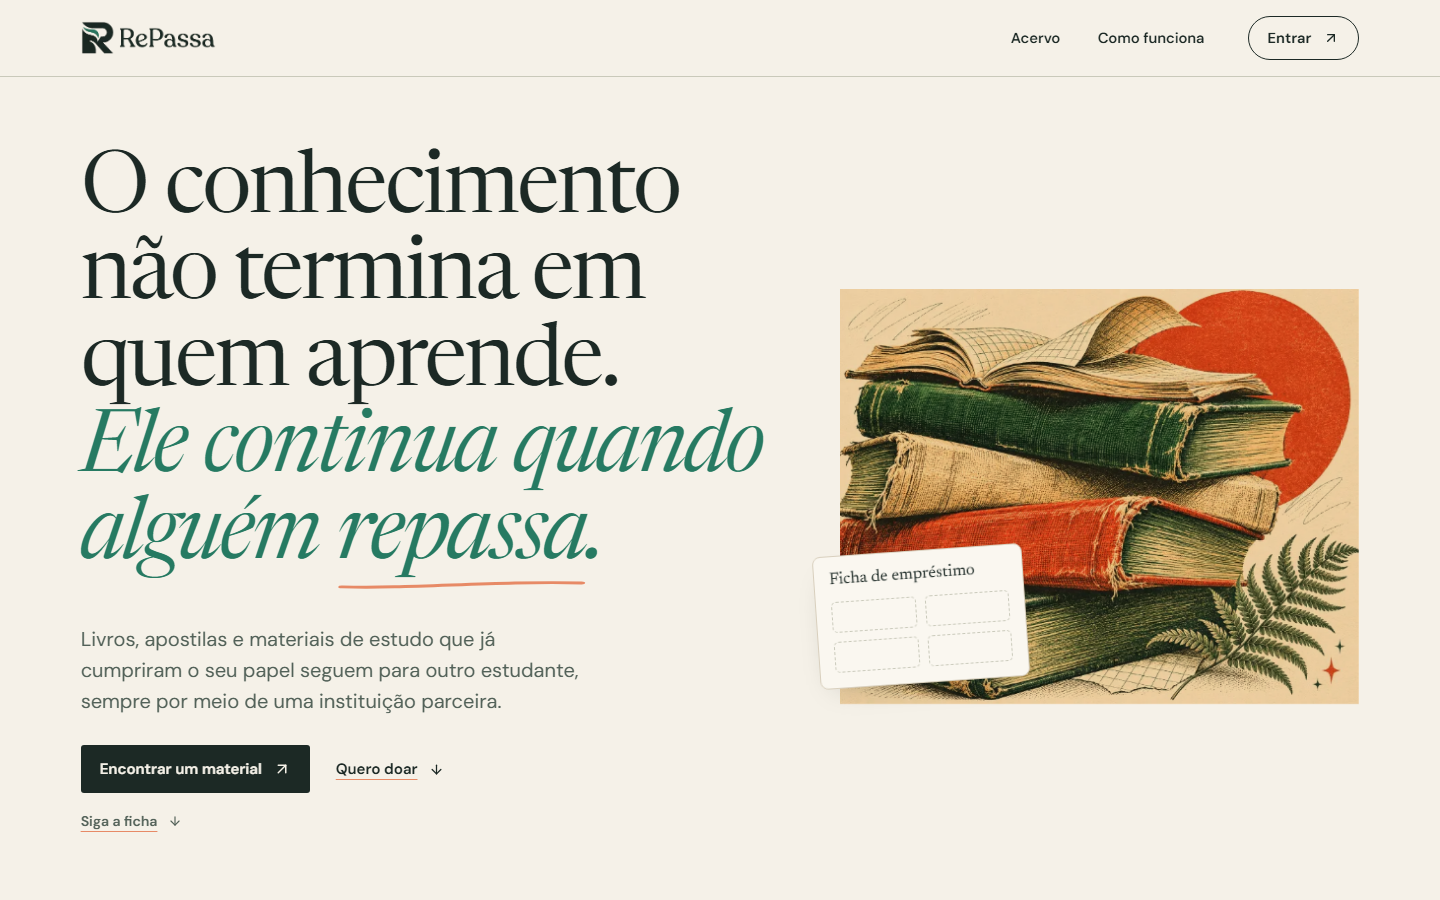 RePassa
Acervo
Como funciona
Entrar
O conhecimento
não termina em
quem aprende.
Ele continua quando
alguém repassa.
Livros, apostilas e materiais de estudo que já
cumpriram o seu papel seguem para outro estudante,
sempre por meio de uma instituição parceira.
Encontrar um material
Quero doar
Siga a ficha
Ficha de empréstimo